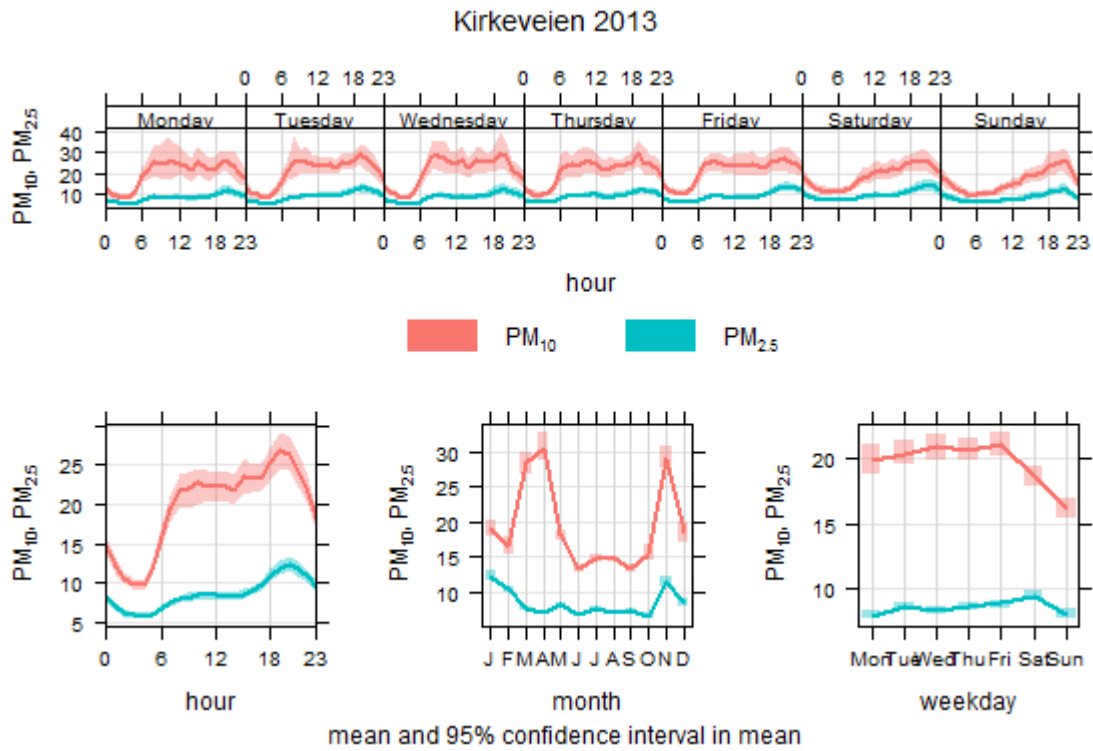 Kirkeveien 2013
0 6 12 18 23 0 6 12 18 23 0 6 12 18 23
Monday Tuesday Wednesday Thursday Friday Saturday Sunday
PM10, PM2.5
40
30
20
10
0 6 12 18 23 0 6 12 18 23 0 6 12 18 23 0 6 12 18 23
hour
PM10 PM2.5
PM10, PM2.5
25
20
15
10
5
0 6 12 18 23
hour
PM10, PM2.5
30
25
20
15
10
J F M A M J J A S O N D
month
PM10, PM2.5
20
15
10
Mon Tue Wed Thu Fri Sat Sun
weekday
mean and 95% confidence interval in mean